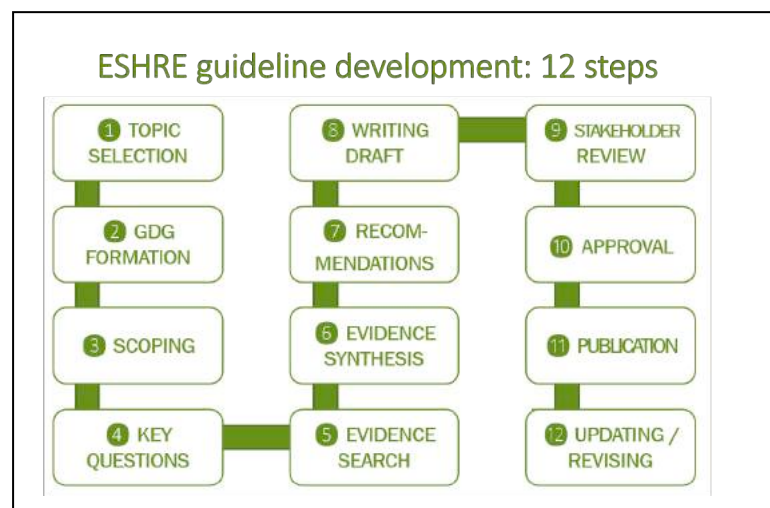 ESHRE guideline development: 12 steps
1 TOPIC
SELECTION
2 GDG
FORMATION
3 SCOPING
4 KEY
QUESTIONS
5 EVIDENCE
SEARCH
6 EVIDENCE
SYNTHESIS
7 RECOM-
MENDATIONS
8 WRITING
DRAFT
9 STAKEHOLDER
REVIEW
10 APPROVAL
11 PUBLICATION
12 UPDATING /
REVISING